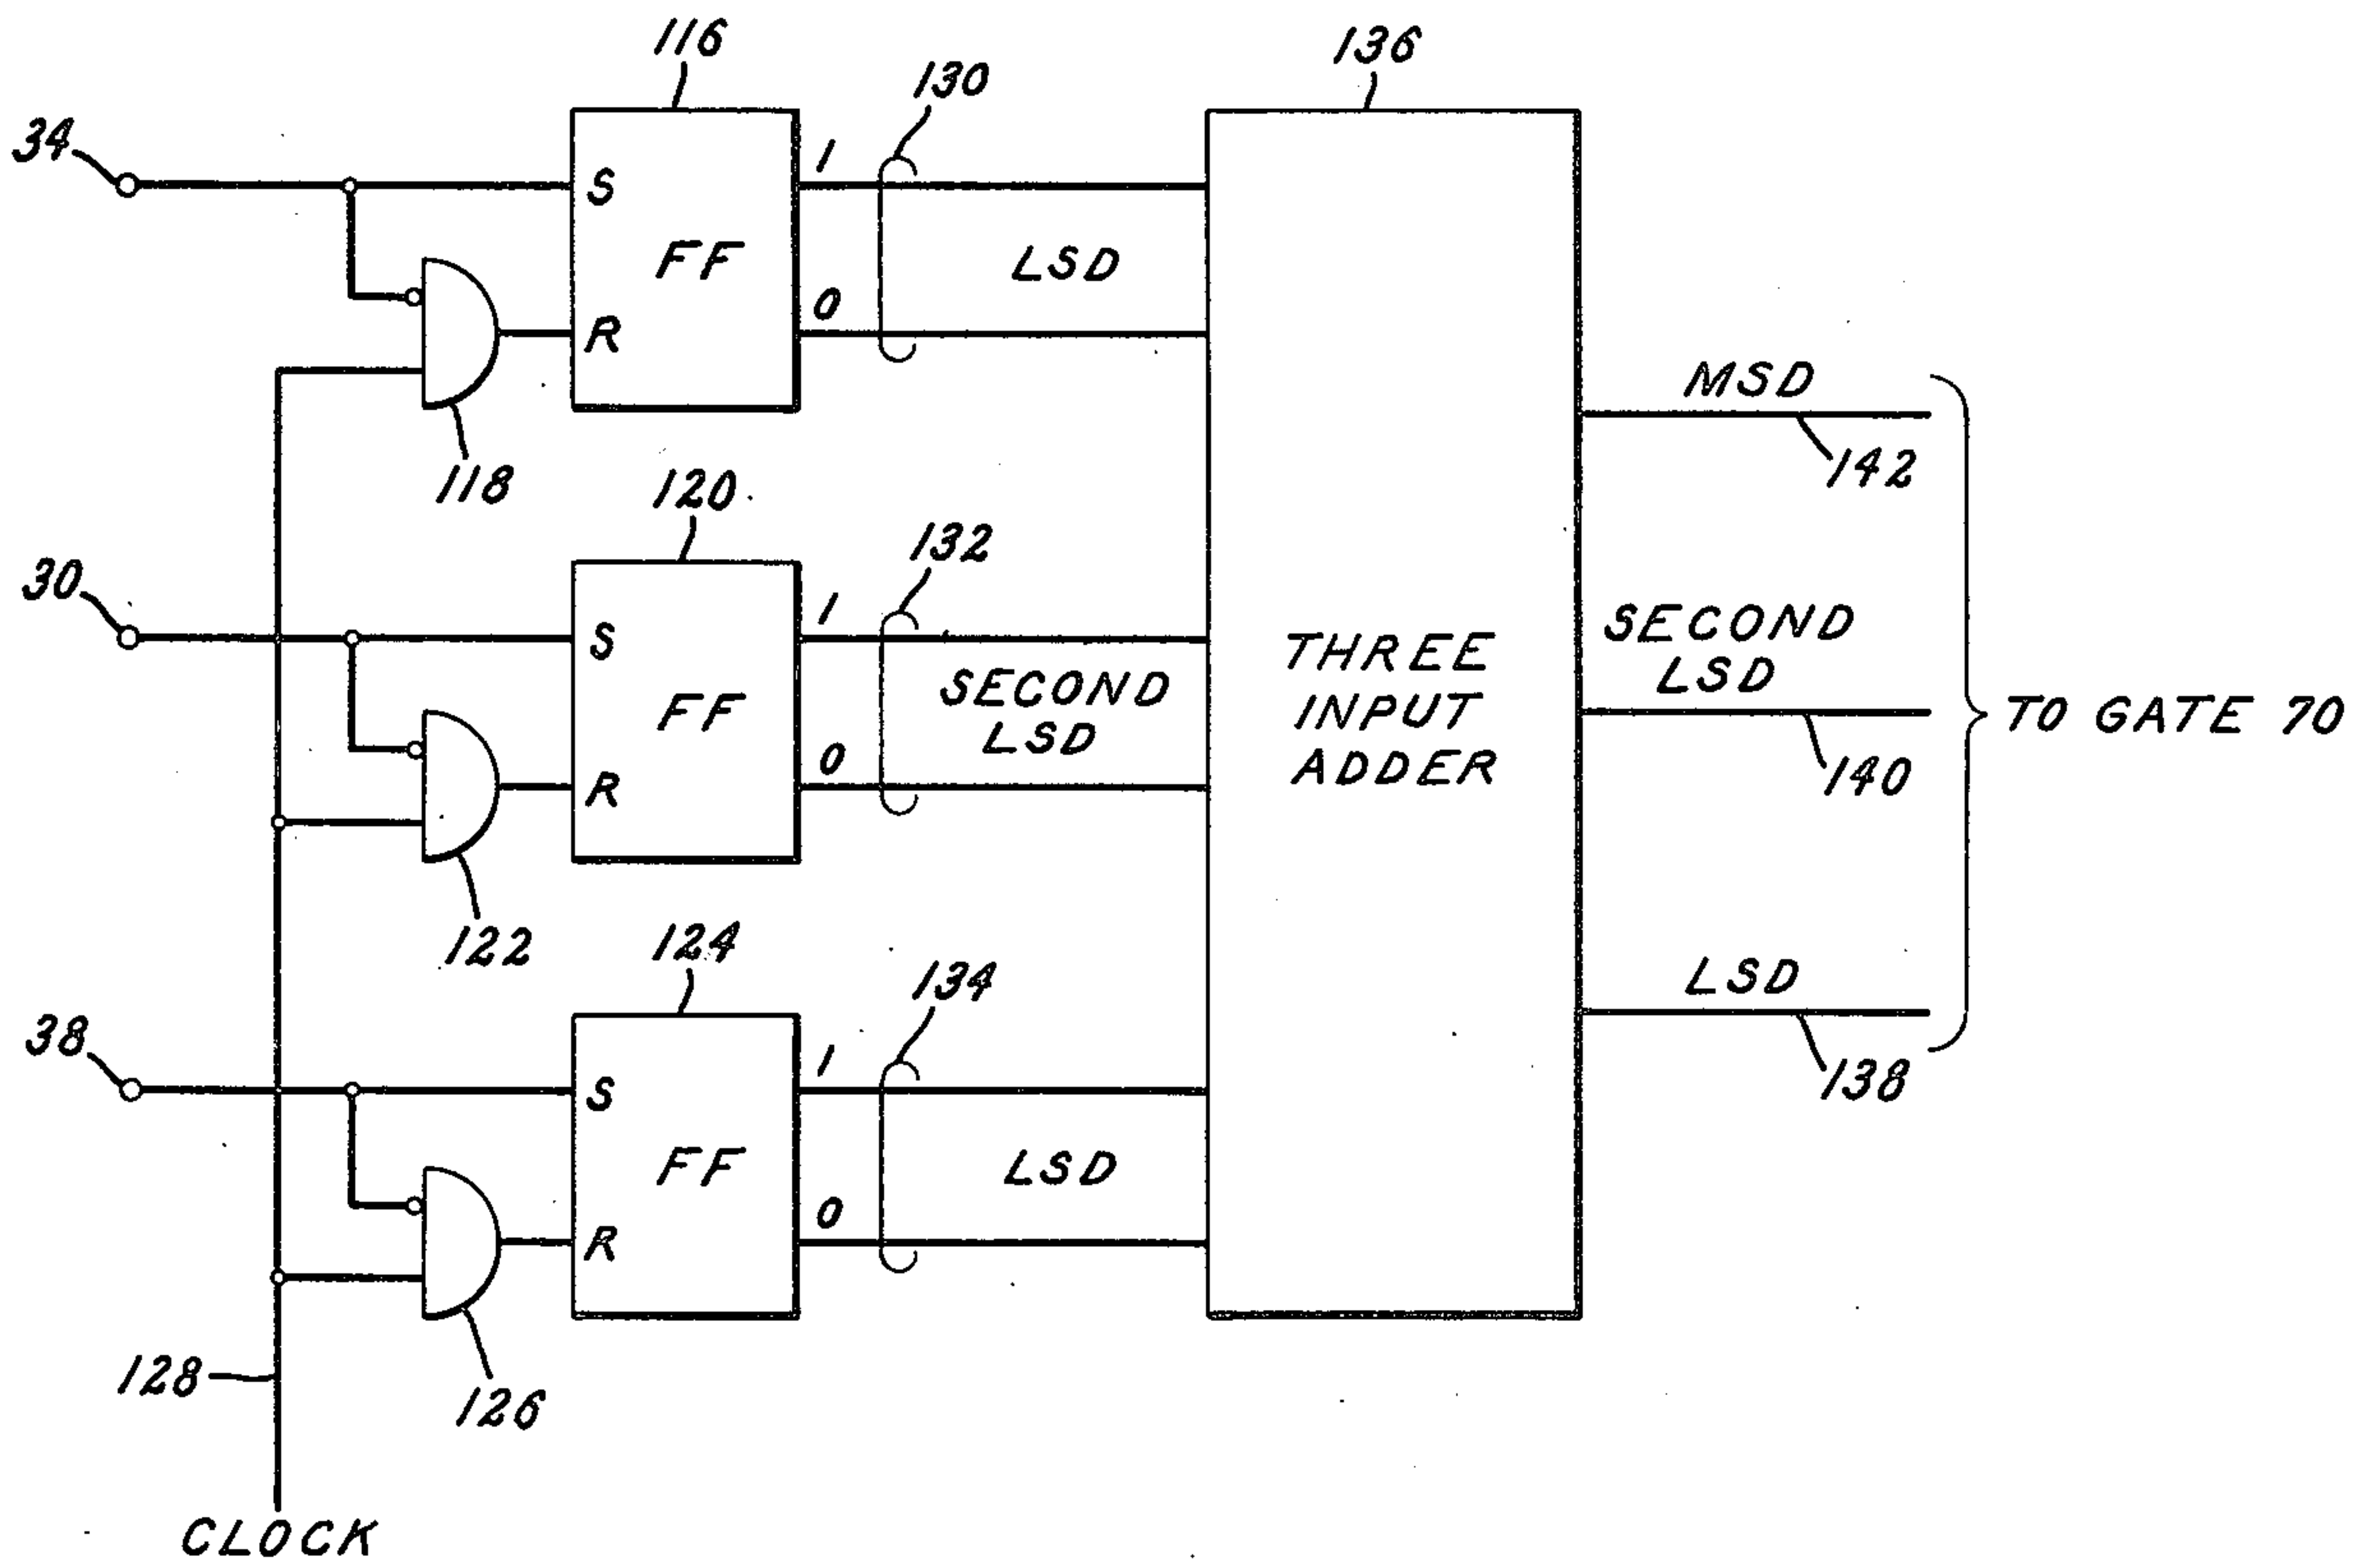 116
136
130
34
1
S
FF
LSD
0
R
MSD
142
118
120
132
30
1
SECOND
LSD
S
THREE
INPUT
ADDER
SECOND
LSD
FF
TO GATE 70
0
140
R
122
124
134
LSD
38
1
138
S
FF
LSD
0
R
128
126
CLOCK